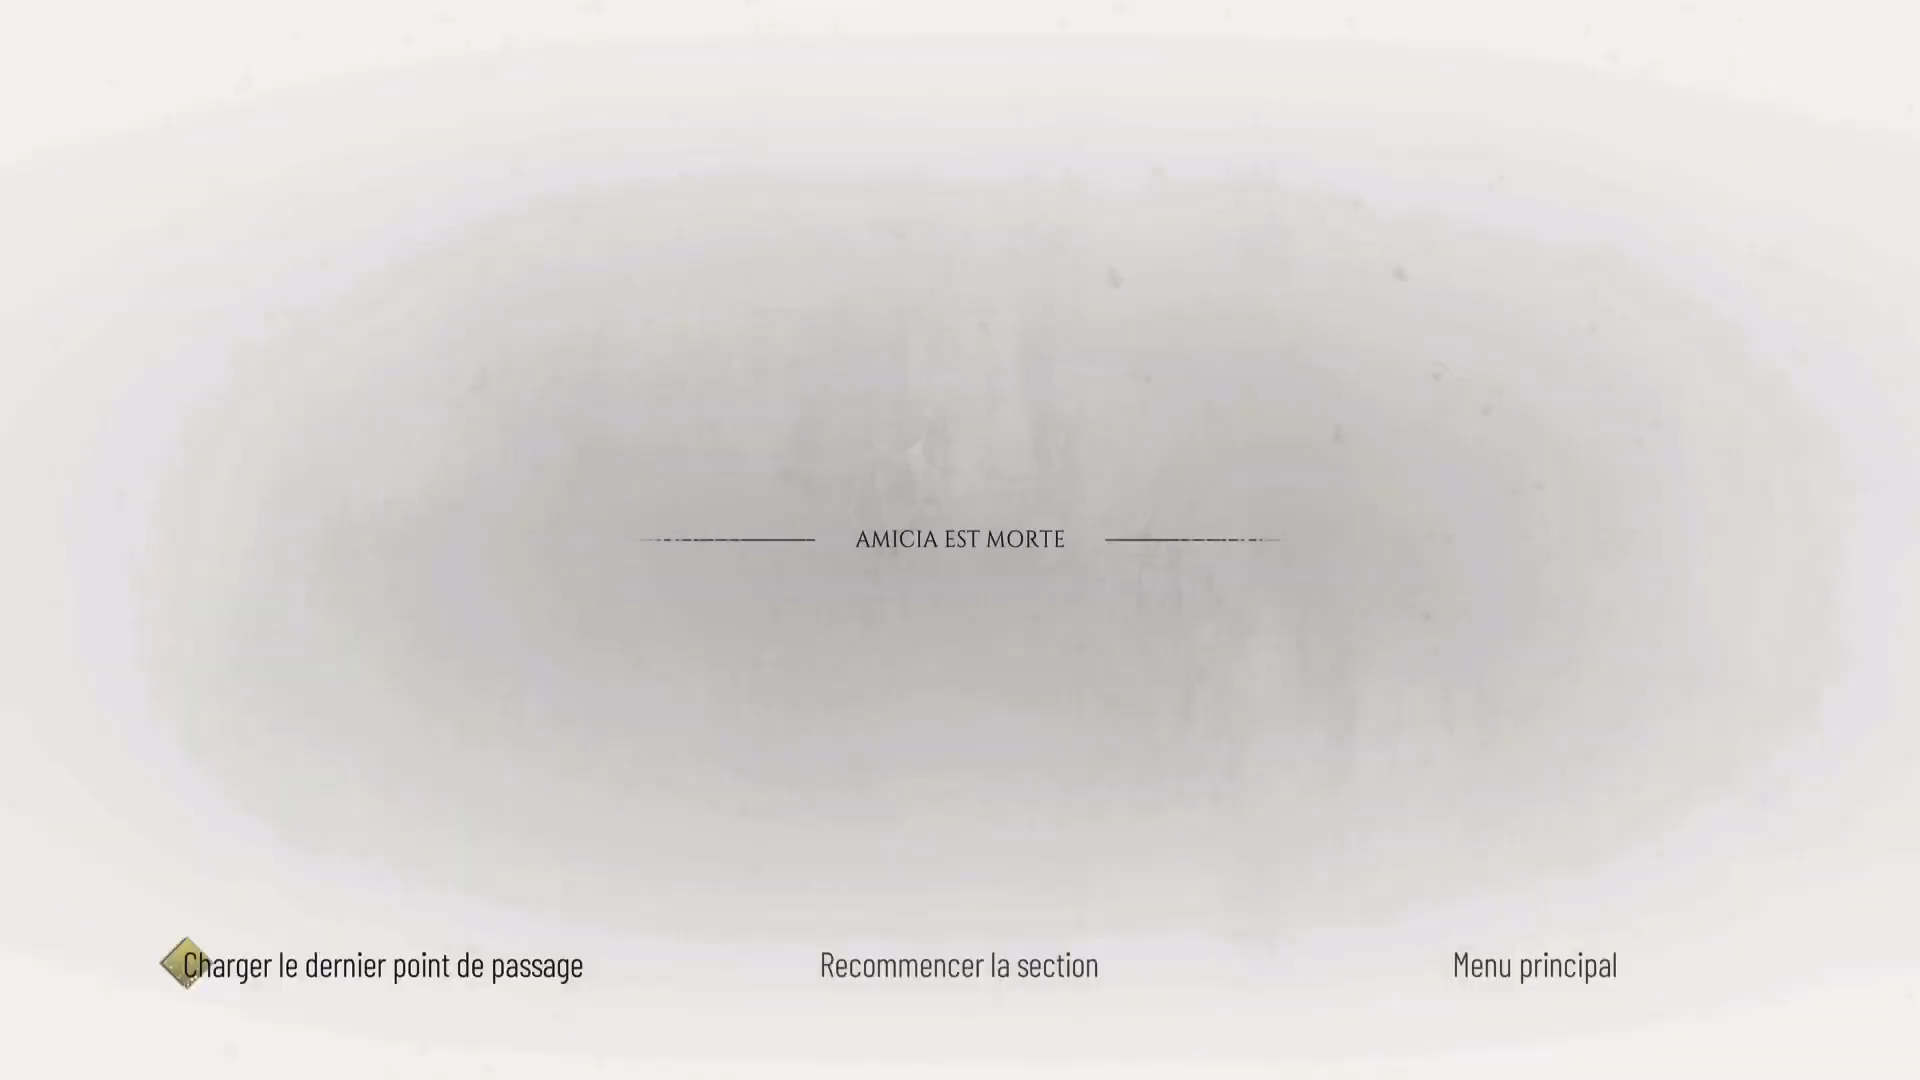 AMICIA EST MORTE
Charger le dernier point de passage
Recommencer la section
Menu principal